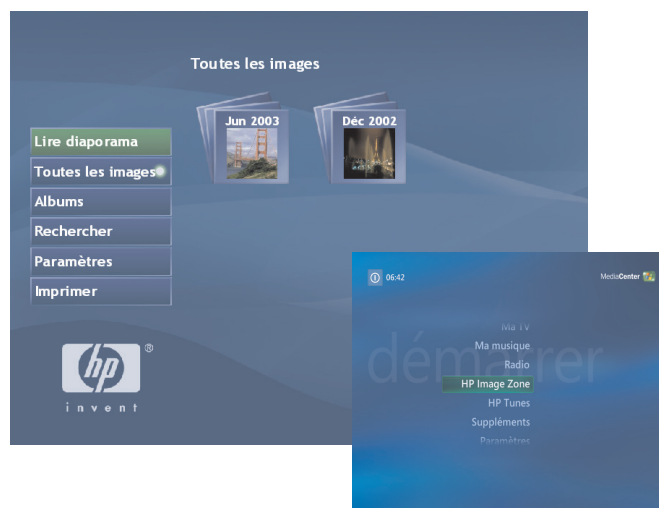 Toutes les images
Jun 2003
Déc 2002
Lire diaporama
Toutes les images
Albums
Rechercher
Paramètres
Imprimer
hp ®
invent
06:42
MediaCenter
démarrer
Ma TV
Ma musique
Radio
HP Image Zone
HP Tunes
Suppléments
Paramètres